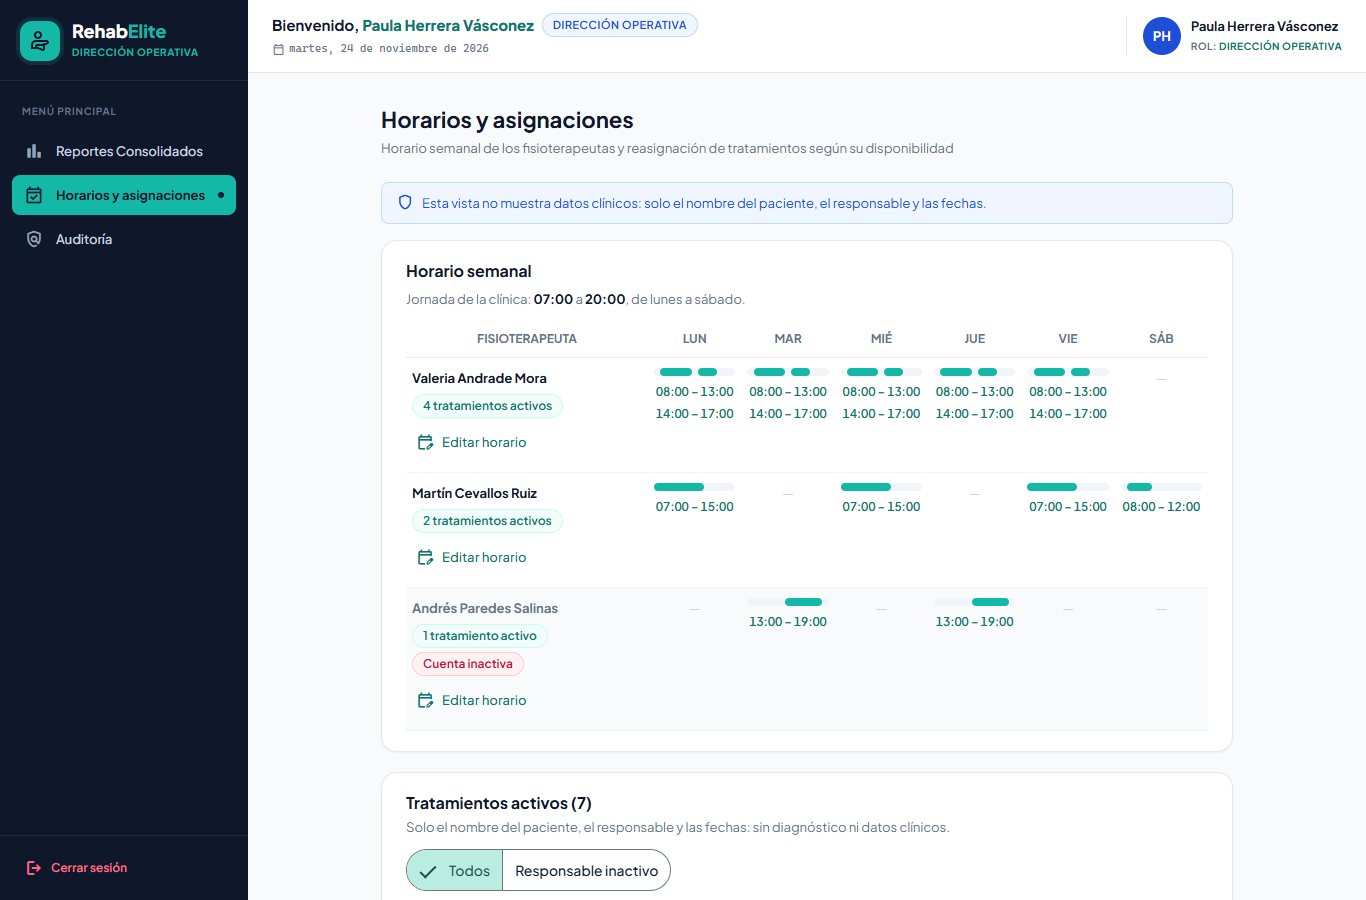 RehabElite
DIRECCIÓN OPERATIVA
MENÚ PRINCIPAL
Reportes Consolidados
Horarios y asignaciones
Auditoría
Cerrar sesión
Bienvenido, Paula Herrera Vásconez DIRECCIÓN OPERATIVA
martes, 24 de noviembre de 2026
PH
Paula Herrera Vásconez
ROL: DIRECCIÓN OPERATIVA
Horarios y asignaciones
Horario semanal de los fisioterapeutas y reasignación de tratamientos según su disponibilidad
Esta vista no muestra datos clínicos: solo el nombre del paciente, el responsable y las fechas.
Horario semanal
Jornada de la clínica: 07:00 a 20:00, de lunes a sábado.
FISIOTERAPEUTA LUN MAR MIÉ JUE VIE SÁB
Valeria Andrade Mora —
4 tratamientos activos
08:00 – 13:00 08:00 – 13:00 08:00 – 13:00 08:00 – 13:00 08:00 – 13:00
14:00 – 17:00 14:00 – 17:00 14:00 – 17:00 14:00 – 17:00 14:00 – 17:00
Editar horario
Martín Cevallos Ruiz — —
2 tratamientos activos
07:00 – 15:00 07:00 – 15:00 07:00 – 15:00 08:00 – 12:00
Editar horario
Andrés Paredes Salinas — — — —
1 tratamiento activo
13:00 – 19:00 13:00 – 19:00
Cuenta inactiva
Editar horario
Tratamientos activos (7)
Solo el nombre del paciente, el responsable y las fechas: sin diagnóstico ni datos clínicos.
Todos Responsable inactivo